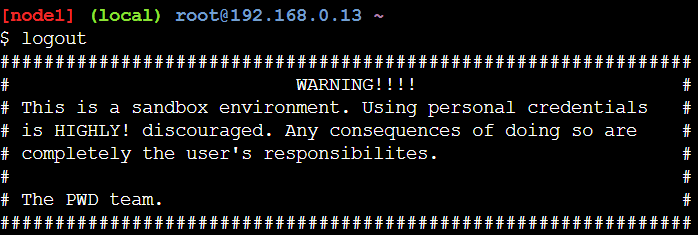 [node1] (local) root@192.168.0.13 ~
$ logout
###############################################################
#                          WARNING!!!!                        #
# This is a sandbox environment. Using personal credentials   #
# is HIGHLY! discouraged. Any consequences of doing so are    #
# completely the user's responsibilites.                      #
#                                                             #
# The PWD team.                                               #
###############################################################